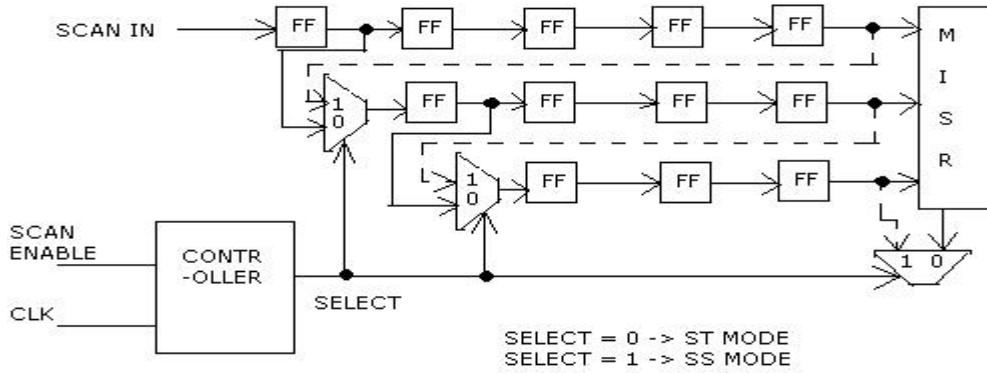 SCAN IN
FF FF FF FF FF
M
I
S
R
1
0
FF FF FF FF
1
0
FF FF FF
SCAN
ENABLE
CONTR
-OLLER
1 0
SELECT
CLK
SELECT = 0 -> ST MODE
SELECT = 1 -> SS MODE